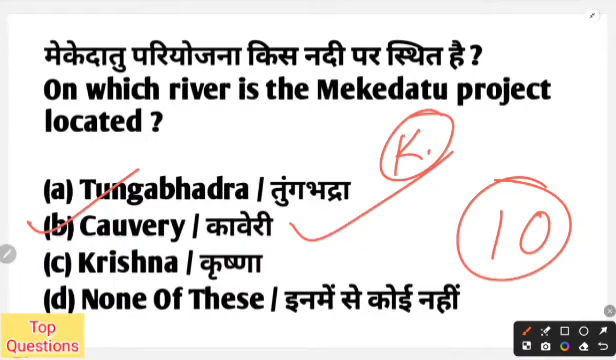 मेकेदातु परियोजना किस नदी पर स्थित है ?
On which river is the Mekedatu project
located ?
K.
(a) Tungabhadra / तुंगभद्रा
(b) Cauvery / कावेरी
10
(c) Krishna / कृष्णा
(d) None Of These / इनमें से कोई नहीं
Top
Questions